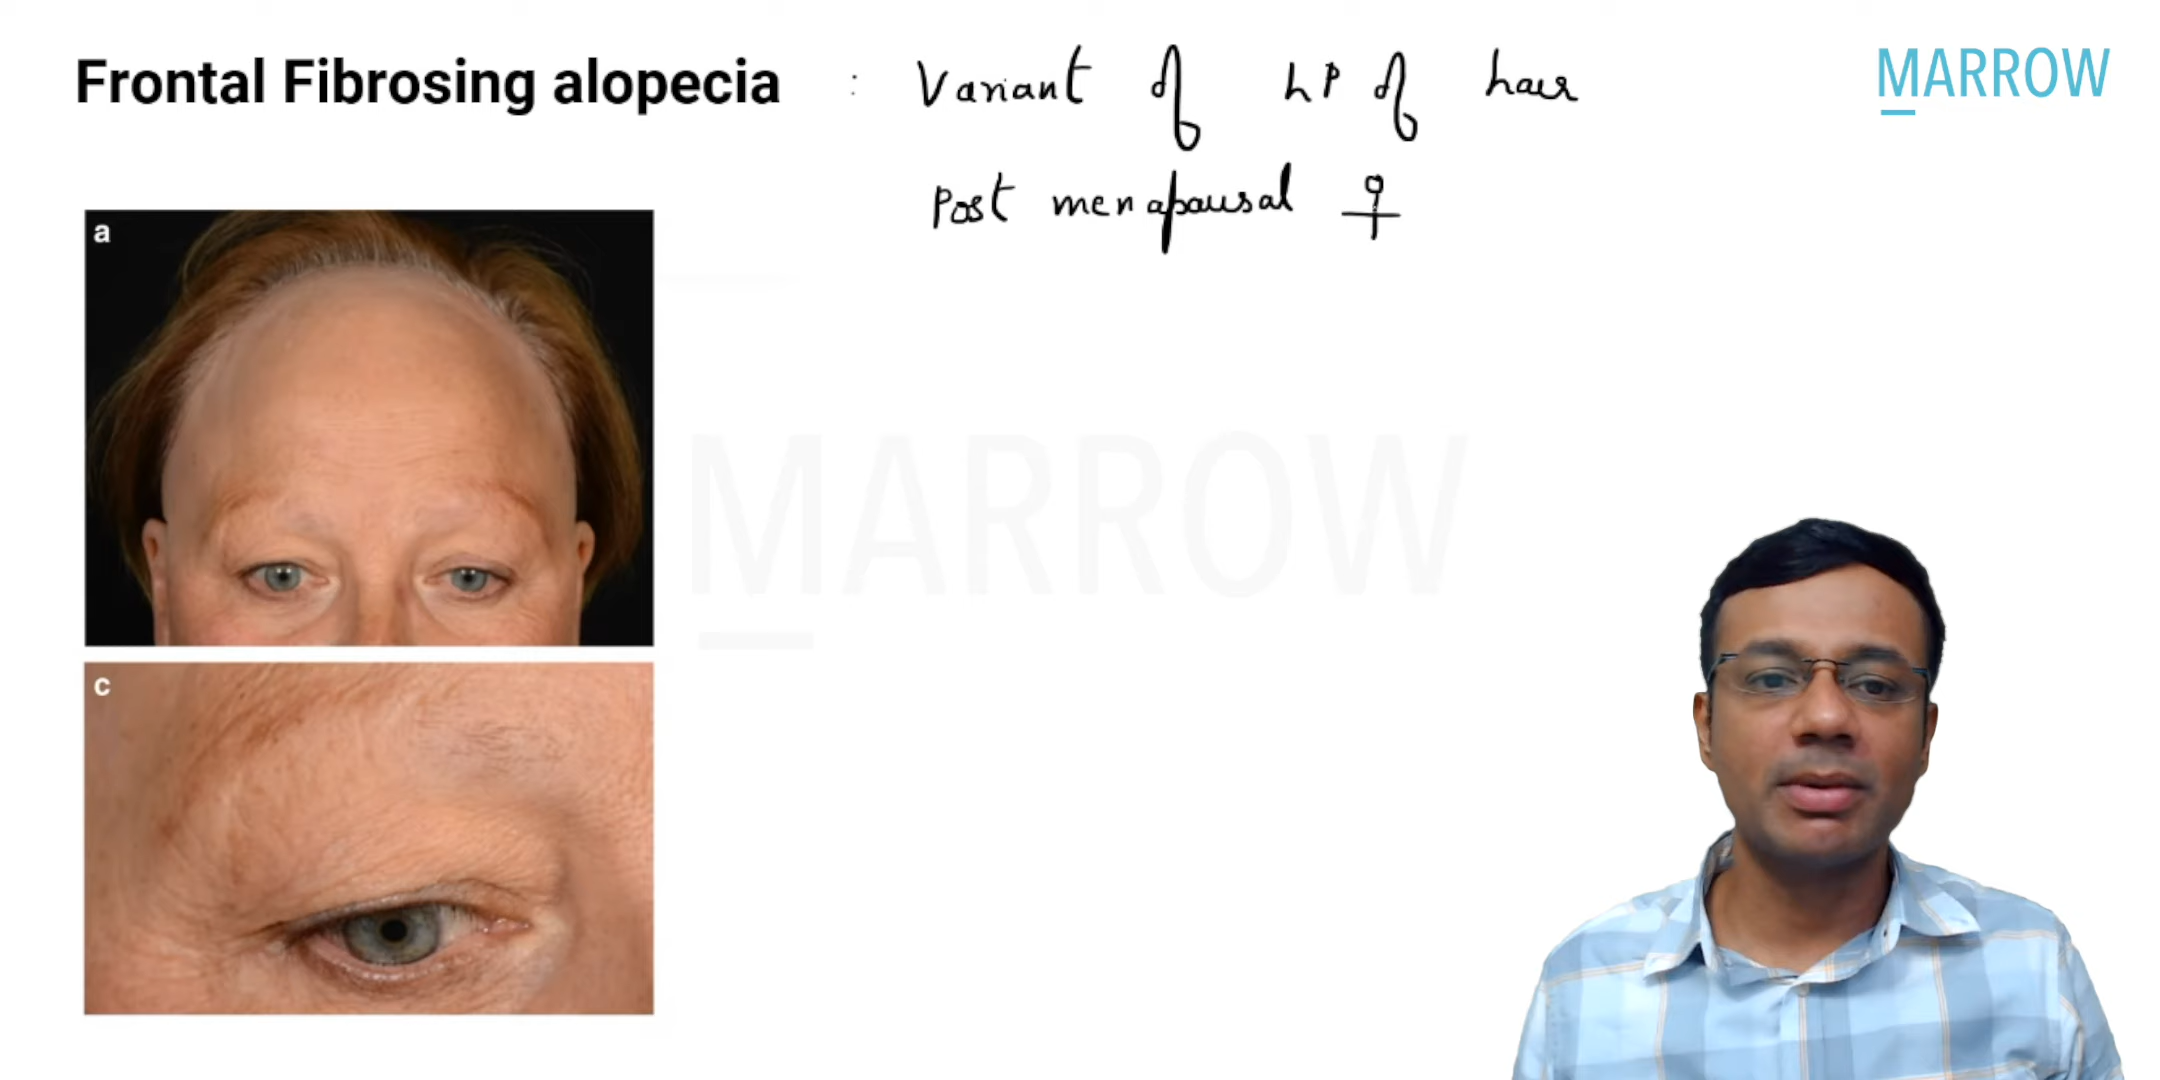 Frontal Fibrosing alopecia : Variant of LP of hair
MARROW
Post menapausal ♀
a
MARROW
c